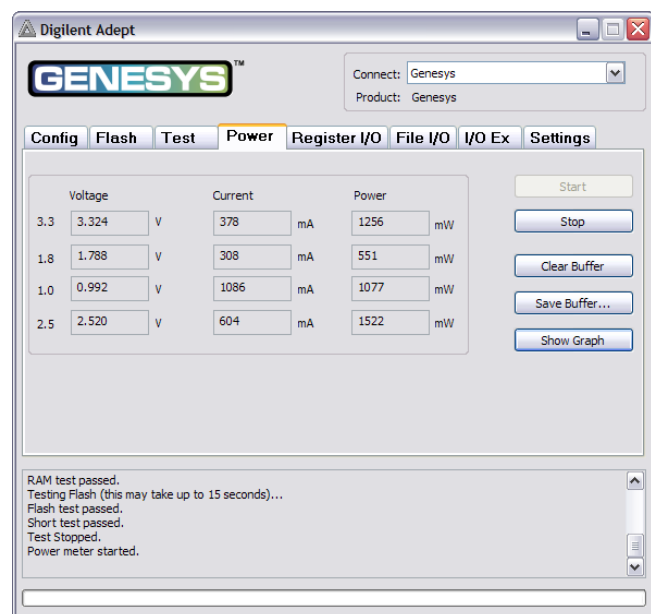 Digilent Adept
GENESYS™
Connect: Genesys
Product: Genesys
Config Flash Test Power Register I/O File I/O I/O Ex Settings
Voltage Current Power
3.3 3.324 V 378 mA 1256 mW
1.8 1.788 V 308 mA 551 mW
1.0 0.992 V 1086 mA 1077 mW
2.5 2.520 V 604 mA 1522 mW
Start
Stop
Clear Buffer
Save Buffer...
Show Graph
RAM test passed.
Testing Flash (this may take up to 15 seconds)...
Flash test passed.
Short test passed.
Test Stopped.
Power meter started.